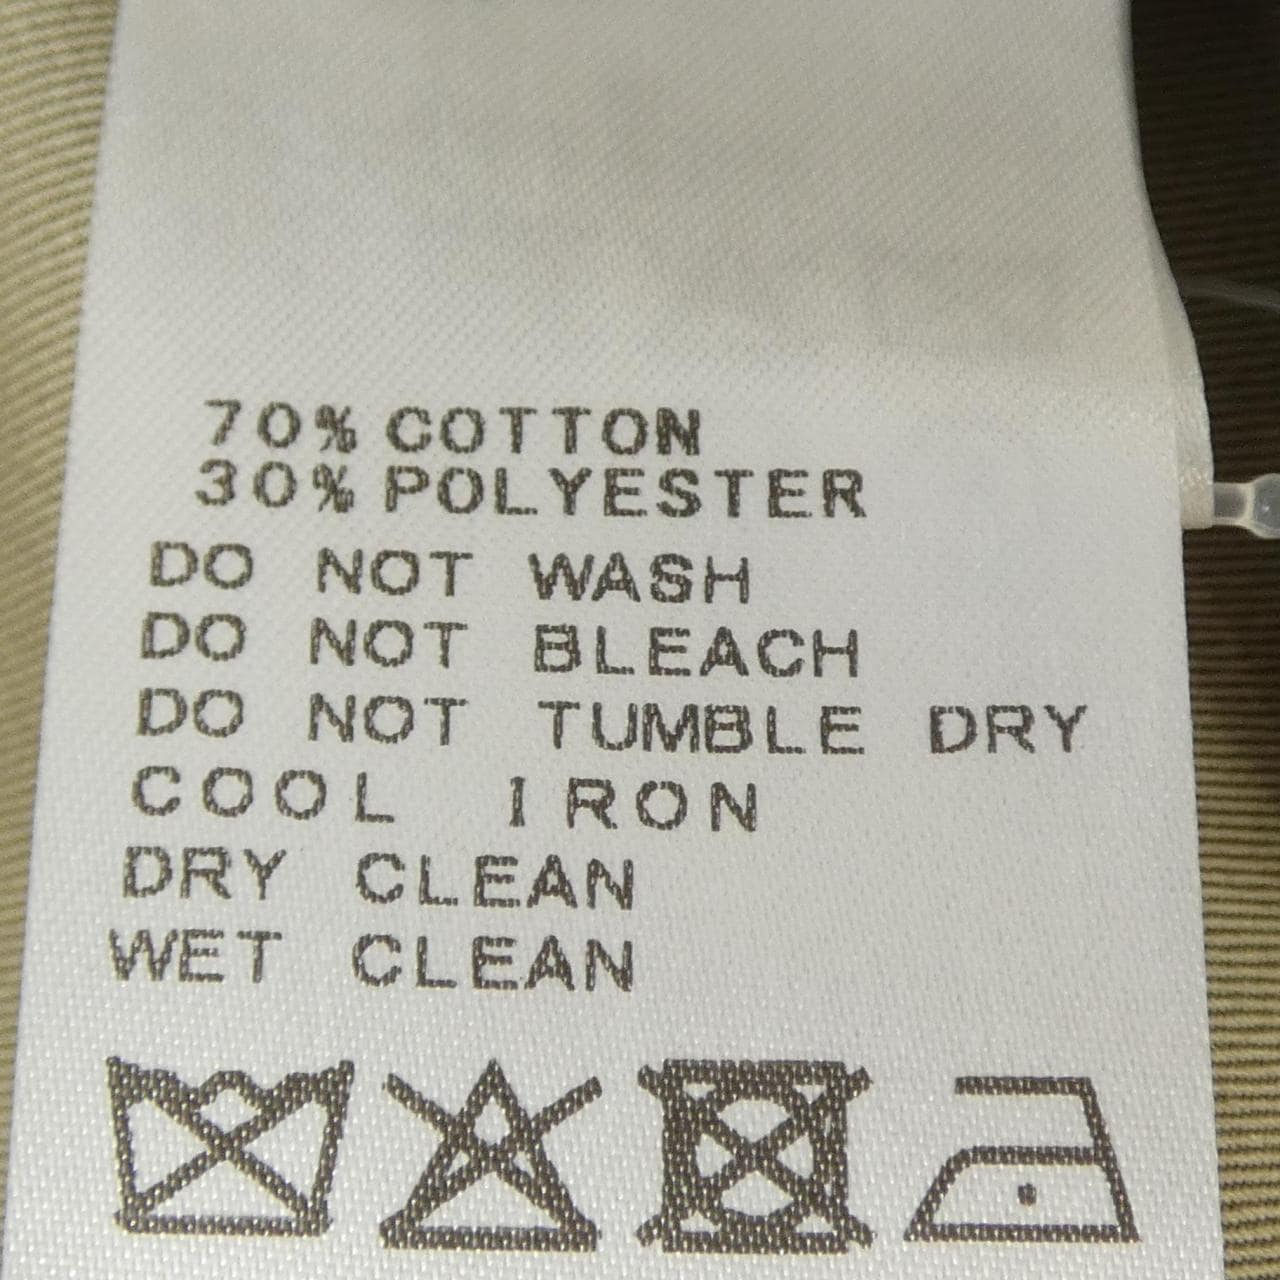 70% COTTON
30% POLYESTER
DO NOT WASH
DO NOT BLEACH
DO NOT TUMBLE DRY
COOL IRON
DRY CLEAN
WET CLEAN